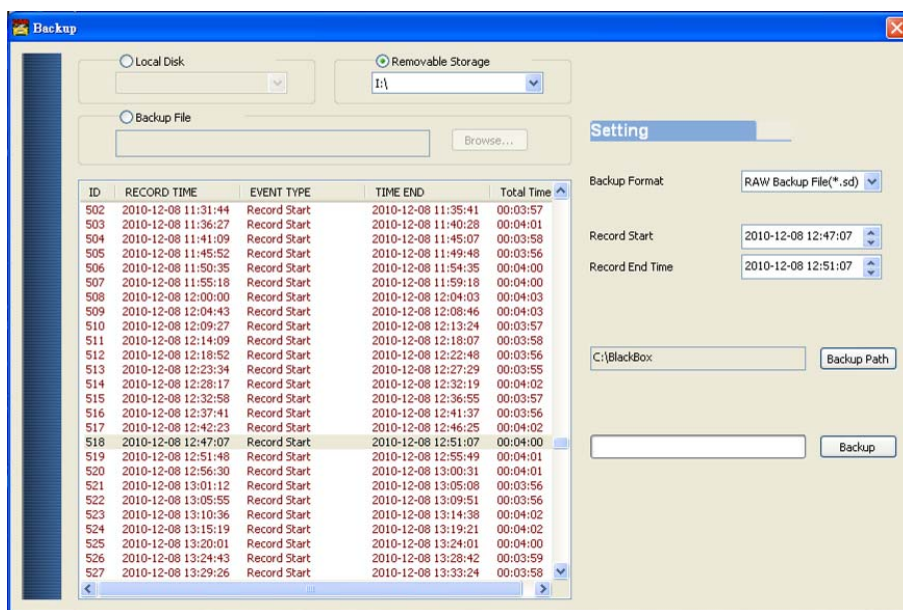 Backup
Local Disk
Removable Storage
I:\
Backup File
Browse...
Setting
ID RECORD TIME EVENT TYPE TIME END Total Time
502 2010-12-08 11:31:44 Record Start 2010-12-08 11:35:41 00:03:57
503 2010-12-08 11:36:27 Record Start 2010-12-08 11:40:28 00:04:01
504 2010-12-08 11:41:09 Record Start 2010-12-08 11:45:07 00:03:58
505 2010-12-08 11:45:52 Record Start 2010-12-08 11:49:48 00:03:56
506 2010-12-08 11:50:35 Record Start 2010-12-08 11:54:35 00:04:00
507 2010-12-08 11:55:18 Record Start 2010-12-08 11:59:18 00:04:00
508 2010-12-08 12:00:00 Record Start 2010-12-08 12:04:03 00:04:03
509 2010-12-08 12:04:43 Record Start 2010-12-08 12:08:46 00:04:03
510 2010-12-08 12:09:27 Record Start 2010-12-08 12:13:24 00:03:57
511 2010-12-08 12:14:09 Record Start 2010-12-08 12:18:07 00:03:58
512 2010-12-08 12:18:52 Record Start 2010-12-08 12:22:48 00:03:56
513 2010-12-08 12:23:34 Record Start 2010-12-08 12:27:29 00:03:55
514 2010-12-08 12:28:17 Record Start 2010-12-08 12:32:19 00:04:02
515 2010-12-08 12:32:58 Record Start 2010-12-08 12:36:55 00:03:57
516 2010-12-08 12:37:41 Record Start 2010-12-08 12:41:37 00:03:56
517 2010-12-08 12:42:23 Record Start 2010-12-08 12:46:25 00:04:02
518 2010-12-08 12:47:07 Record Start 2010-12-08 12:51:07 00:04:00
519 2010-12-08 12:51:48 Record Start 2010-12-08 12:55:49 00:04:01
520 2010-12-08 12:56:30 Record Start 2010-12-08 13:00:31 00:04:01
521 2010-12-08 13:01:12 Record Start 2010-12-08 13:05:08 00:03:56
522 2010-12-08 13:05:55 Record Start 2010-12-08 13:09:51 00:03:56
523 2010-12-08 13:10:36 Record Start 2010-12-08 13:14:38 00:04:02
524 2010-12-08 13:15:19 Record Start 2010-12-08 13:19:21 00:04:02
525 2010-12-08 13:20:01 Record Start 2010-12-08 13:24:01 00:04:00
526 2010-12-08 13:24:43 Record Start 2010-12-08 13:28:42 00:03:59
527 2010-12-08 13:29:26 Record Start 2010-12-08 13:33:24 00:03:58
Backup Format RAW Backup File(*.sd)
Record Start 2010-12-08 12:47:07
Record End Time 2010-12-08 12:51:07
C:\BlackBox Backup Path
Backup